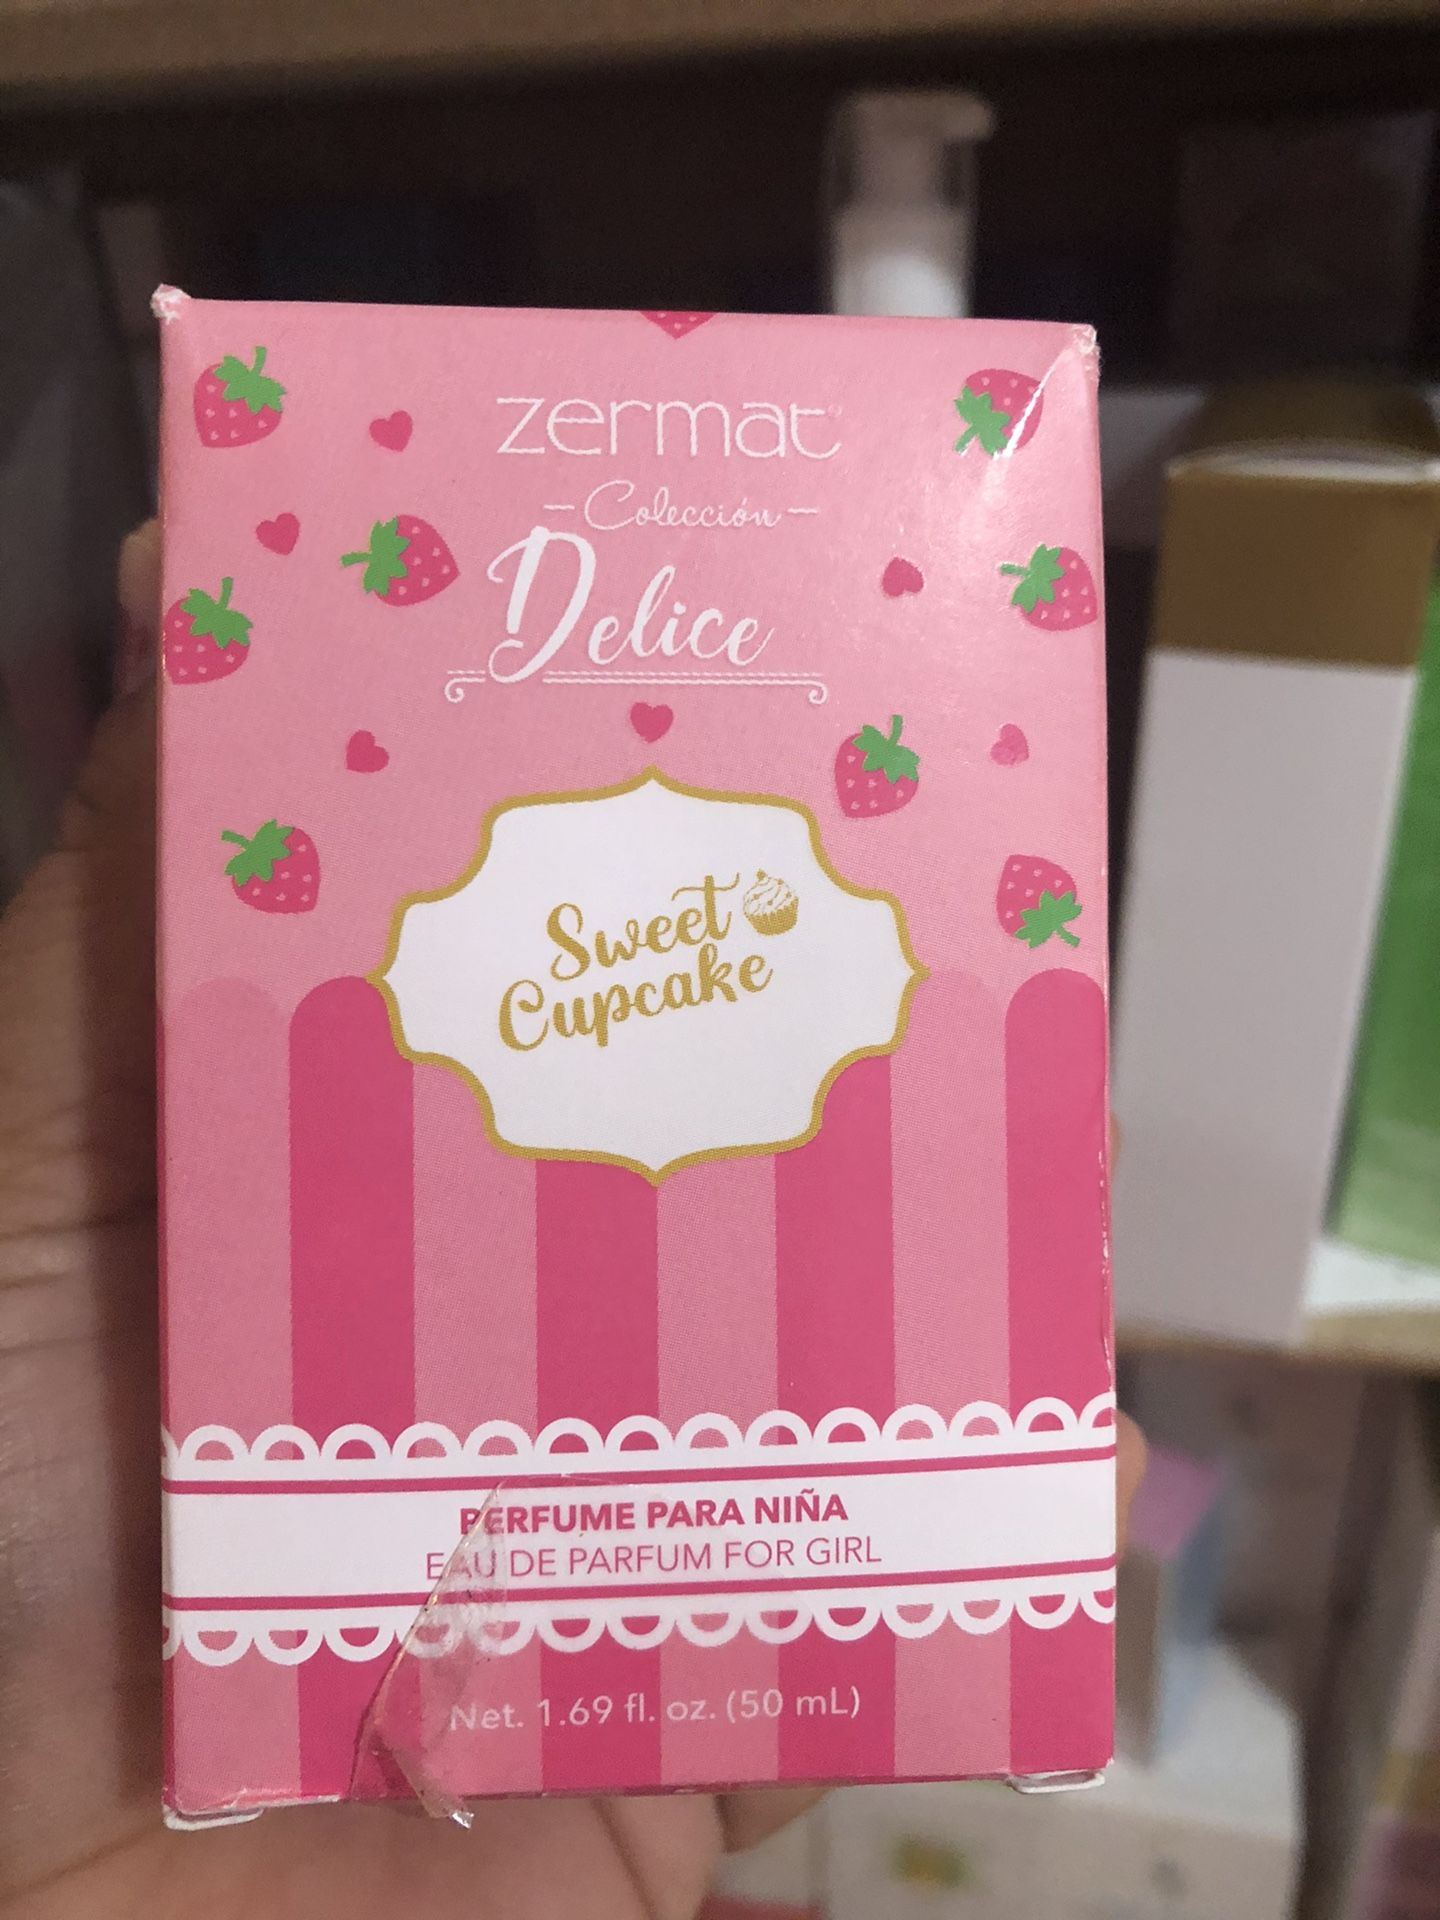 zermat
Colección
Delice
Sweet
Cupcake
PERFUME PARA NIÑA
EAU DE PARFUM FOR GIRL
Net. 1.69 fl. oz. (50 mL)